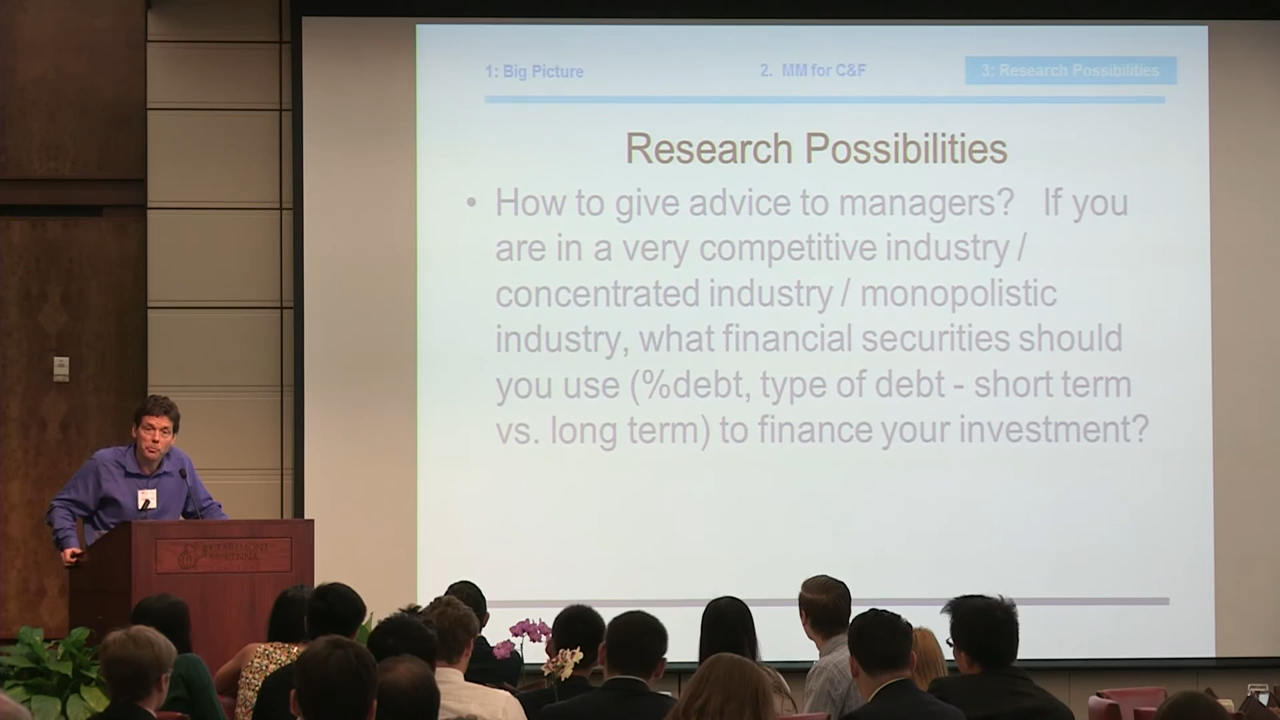 1: Big Picture
2. MM for C&F
3: Research Possibilities
Research Possibilities
• How to give advice to managers? If you
are in a very competitive industry /
concentrated industry / monopolistic
industry, what financial securities should
you use (%debt, type of debt - short term
vs. long term) to finance your investment?
CLAREMONT
MCKENNA